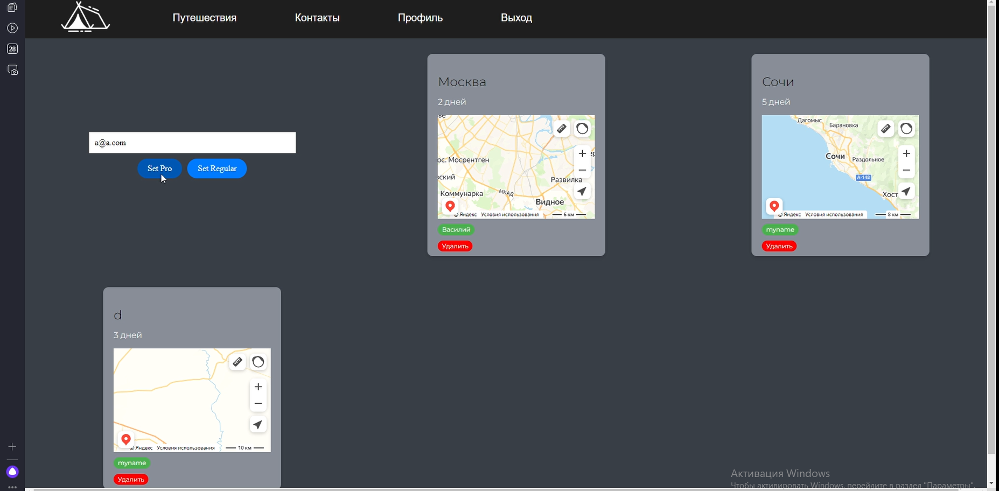 Путешествия
Контакты
Профиль
Выход
28
a@a.com
Set Pro
Set Regular
Москва
2 дней
ос. Мосрентген
ский
Развилка
Коммунарка
МКАД
Видное
© Яндекс Условия использования
6 км
Василий
Удалить
Сочи
5 дней
Дагомыс
Барановка
Сочи
Раздольное
А-148
Хост
© Яндекс Условия использования
8 км
myname
Удалить
d
3 дней
© Яндекс Условия использования
10 км
myname
Удалить
Активация Windows
Чтобы активировать Windows, перейдите в раздел "Параметры".